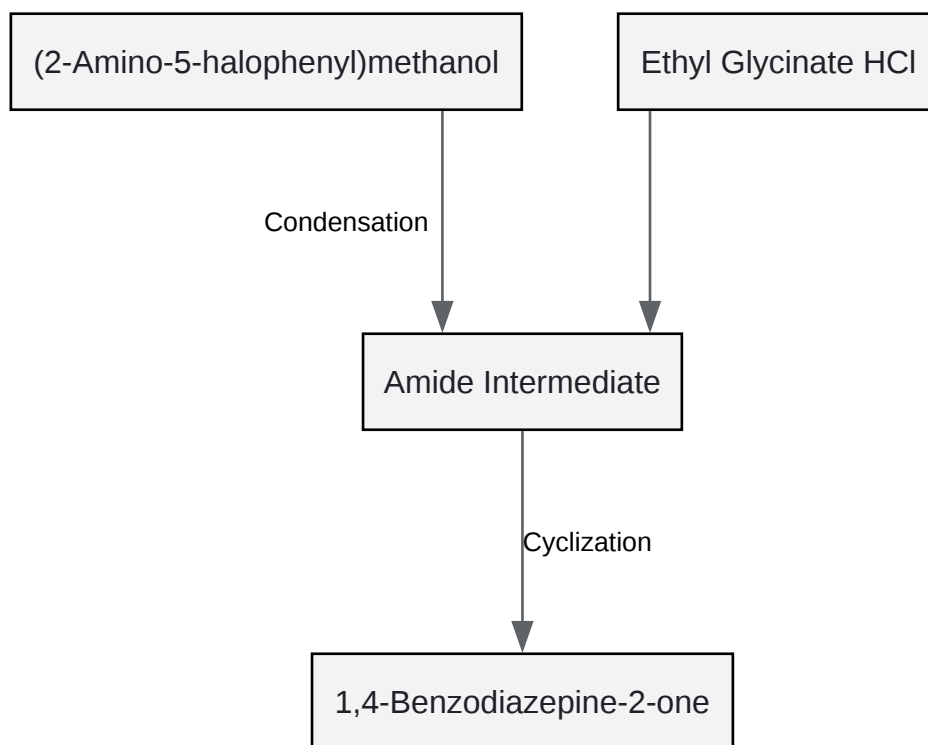 (2-Amino-5-halophenyl)methanol
Ethyl Glycinate HCl
Condensation
Amide Intermediate
Cyclization
1,4-Benzodiazepine-2-one